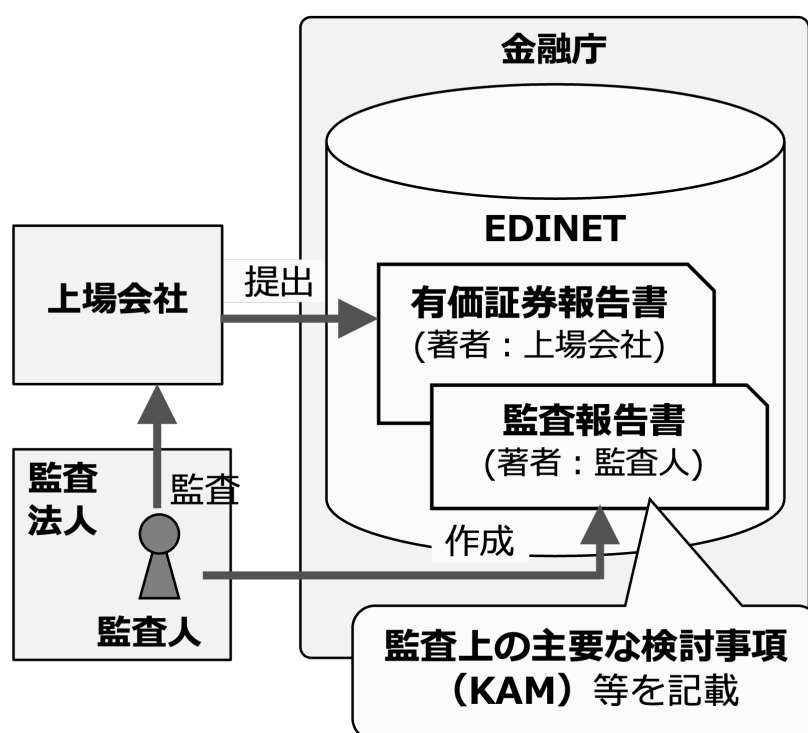 金融庁
EDINET
上場会社
提出
有価証券報告書
(著者：上場会社)
監査報告書
(著者：監査人)
監査
法人
監査
作成
監査人
監査上の主要な検討事項
（KAM）等を記載